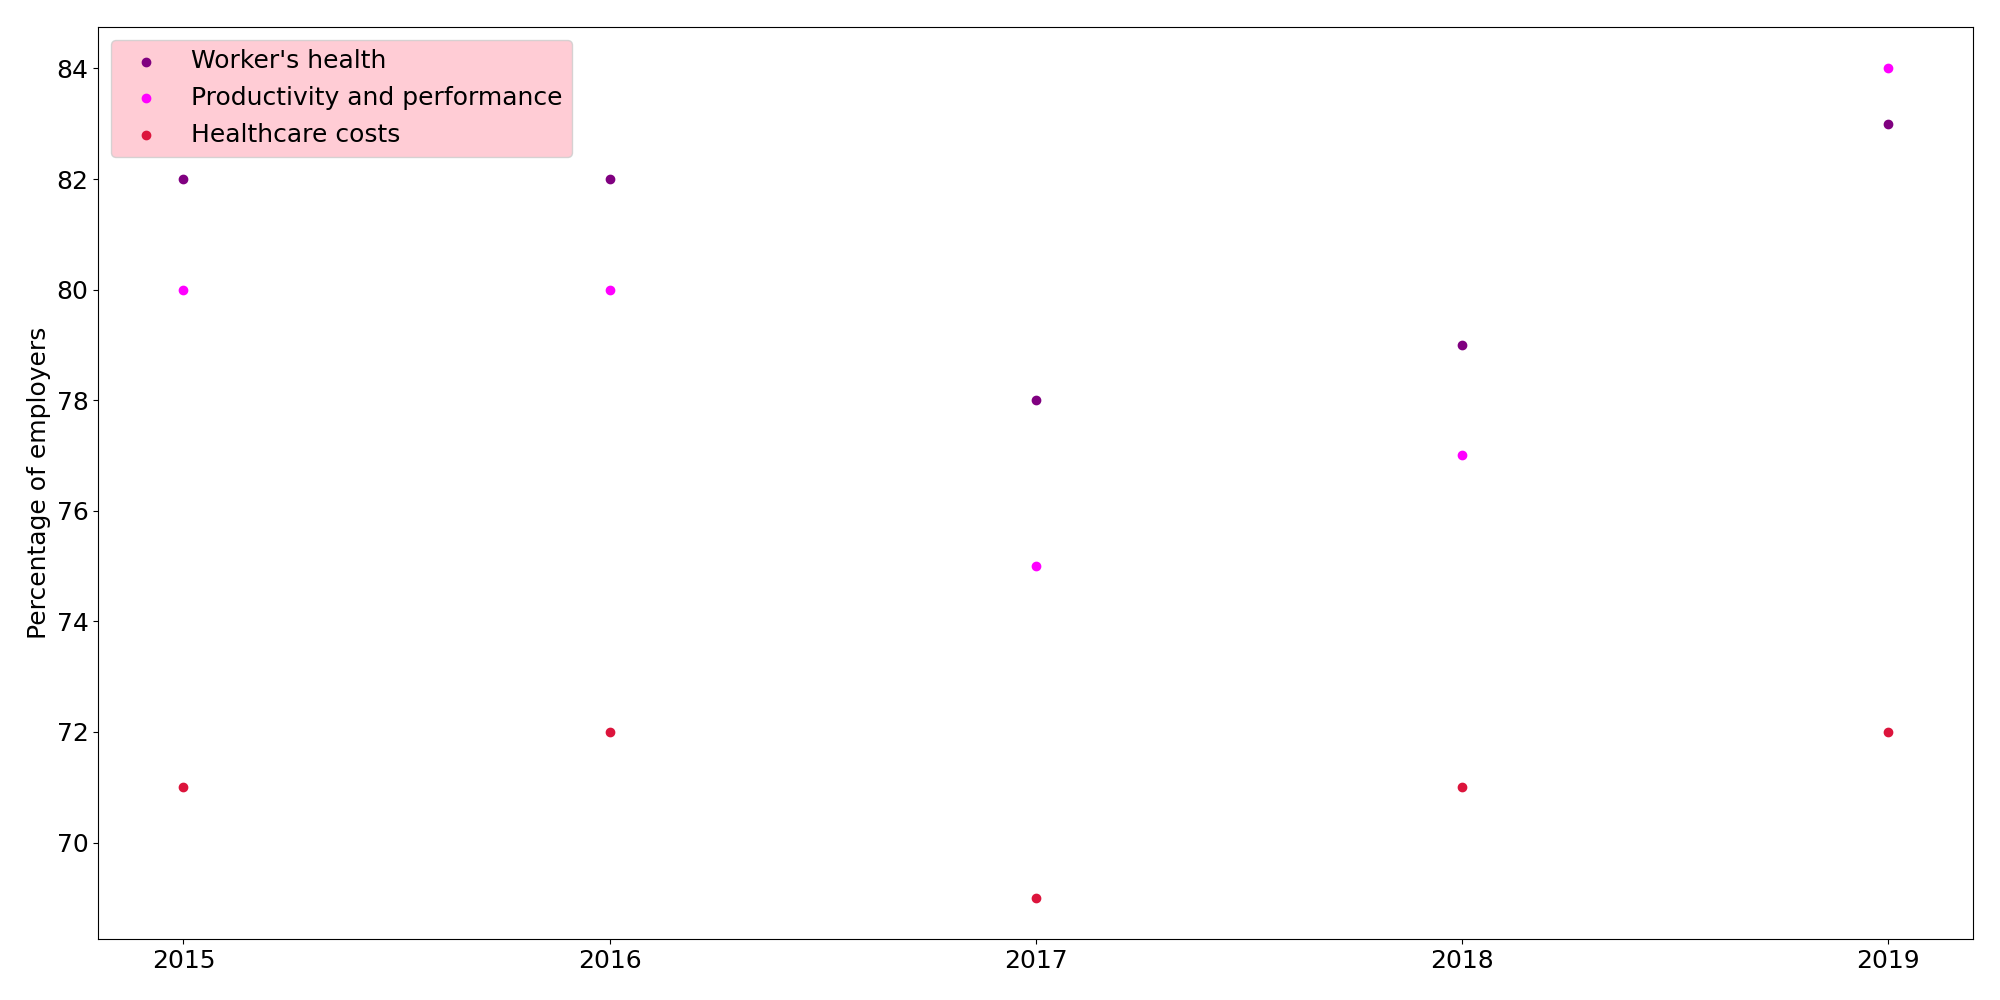 Worker's health
Productivity and performance
Healthcare costs
Percentage of employers
84
82
80
78
76
74
72
70
2015 2016 2017 2018 2019